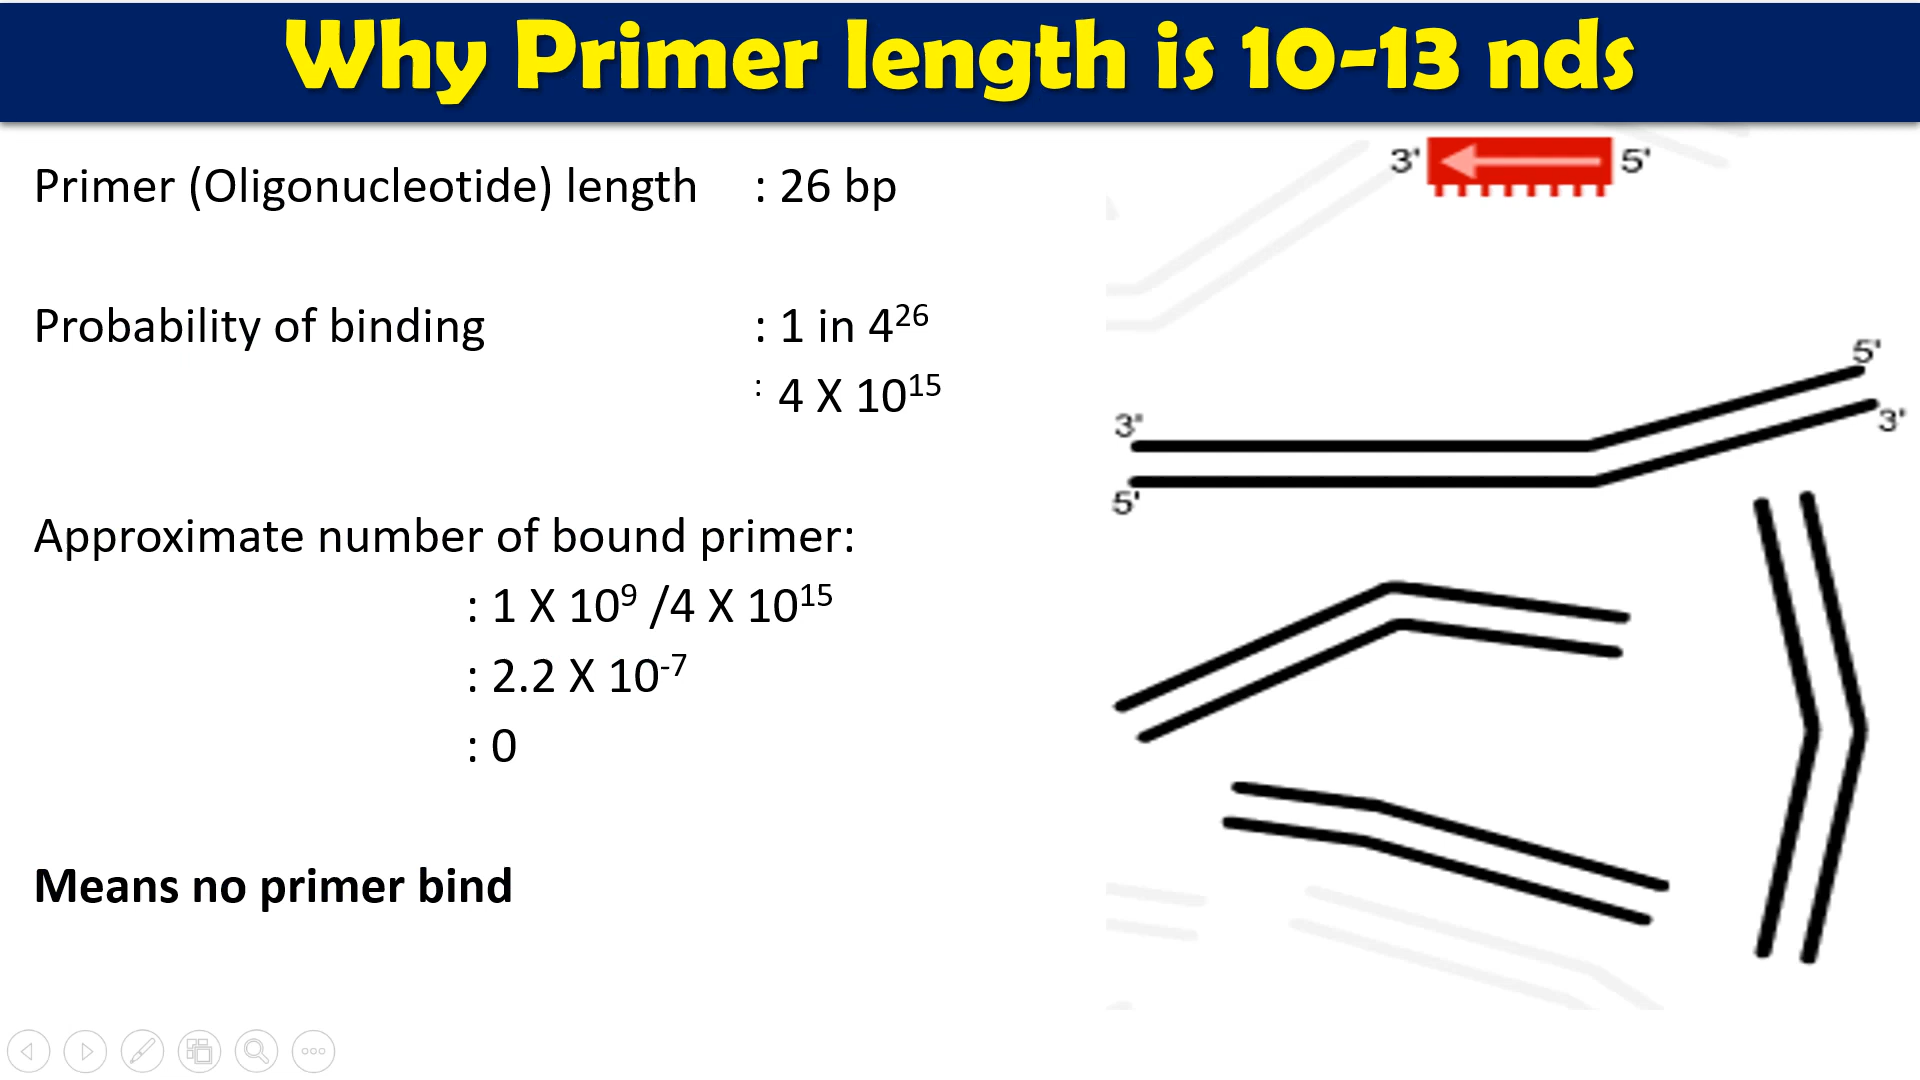 Why Primer length is 10-13 nds
Primer (Oligonucleotide) length : 26 bp
Probability of binding : 1 in 4²⁶
: 4 X 10¹⁵
Approximate number of bound primer:
: 1 X 10⁹ /4 X 10¹⁵
: 2.2 X 10⁻⁷
: 0
Means no primer bind
3' 5'
5'
3'
3'
5'